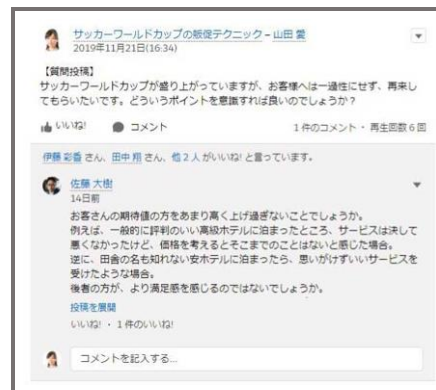 サッカーワールドカップの販促テクニック – 山田 愛
2019年11月21日(16:34)
【質問投稿】
サッカーワールドカップが盛り上がっていますが、お客様へは一過性にせず、再来し
てもらいたいです。どういうポイントを意識すれば良いのでしょうか？
いいね! コメント 1 件のコメント・再生回数 6 回
伊藤 彩香 さん、田中 翔 さん、他 2 人 がいいね! と言っています。
佐藤 大樹
14日前
お客さんの期待値の方をあまり高く上げ過ぎないことでしょうか。
例えば、一般的に評判のいい高級ホテルに泊まったところ、サービスは決して
悪くなかったけど、価格を考えるとそこまでのことはないと感じた場合。
逆に、田舎の名も知れない安ホテルに泊まったら、思いがけずいいサービスを
受けたような場合。
後者の方が、より満足感を感じるのではないでしょうか。
投稿を展開
いいね! ・ 1 件のいいね!
コメントを記入する...